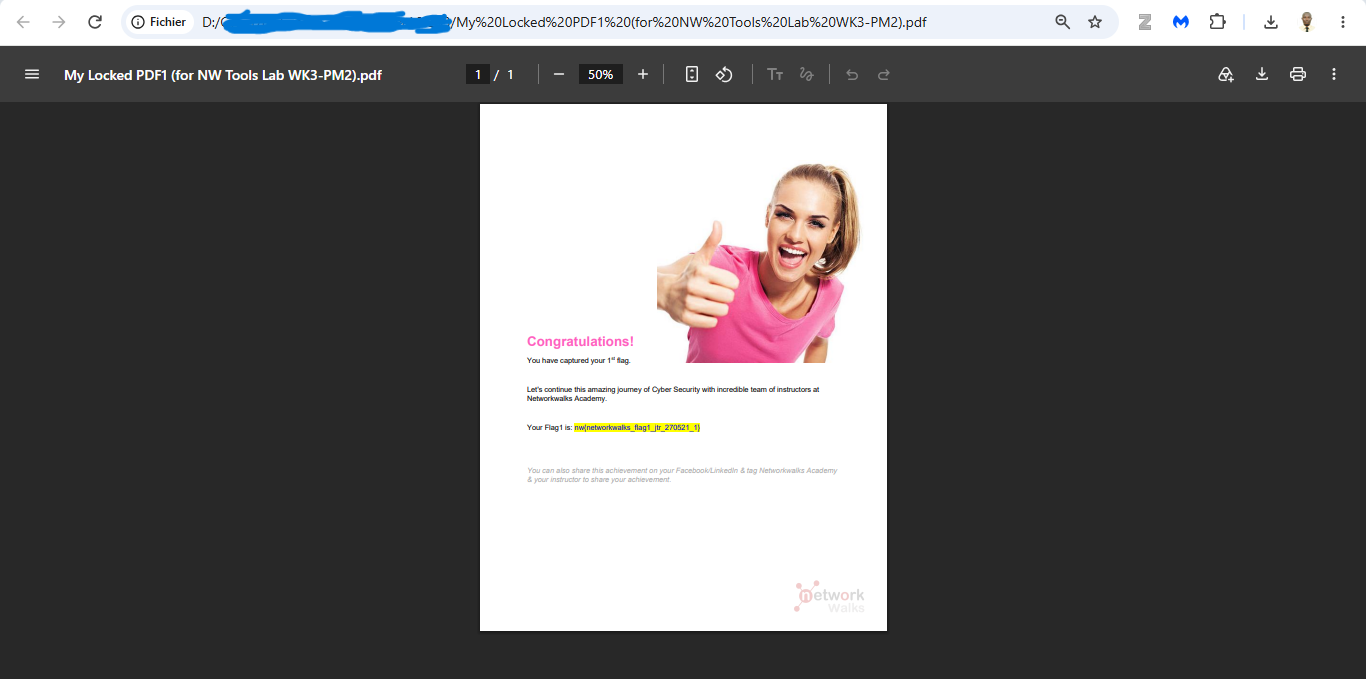 Fichier
D:/
/My%20Locked%20PDF1%20(for%20NW%20Tools%20Lab%20WK3-PM2).pdf
My Locked PDF1 (for NW Tools Lab WK3-PM2).pdf
1 / 1
50%
Congratulations!
You have captured your 1st flag.
Let's continue this amazing journey of Cyber Security with incredible team of instructors at
Networkwalks Academy.
Your Flag1 is: nw{networkwalks_flag1_jtr_270521_1}
You can also share this achievement on your Facebook/LinkedIn & tag Networkwalks Academy
& your instructor to share your achievement.
network
Walks